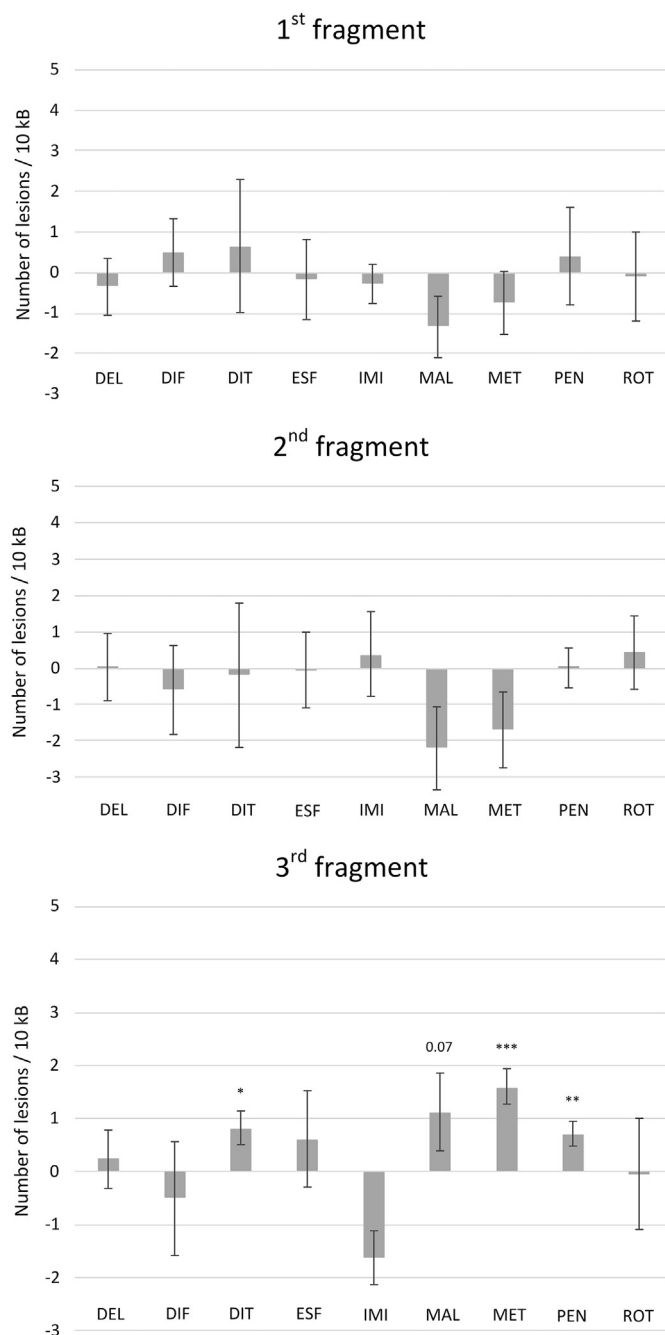 1st fragment
Number of lesions / 10 kB
5
4
3
2
1
0
-1
-2
-3
DEL DIF DIT ESF IMI MAL MET PEN ROT
2nd fragment
Number of lesions / 10 kB
5
4
3
2
1
0
-1
-2
-3
DEL DIF DIT ESF IMI MAL MET PEN ROT
3rd fragment
Number of lesions / 10 kB
5
4
3
2
1
0
-1
-2
-3
* 0.07 *** **
DEL DIF DIT ESF IMI MAL MET PEN ROT